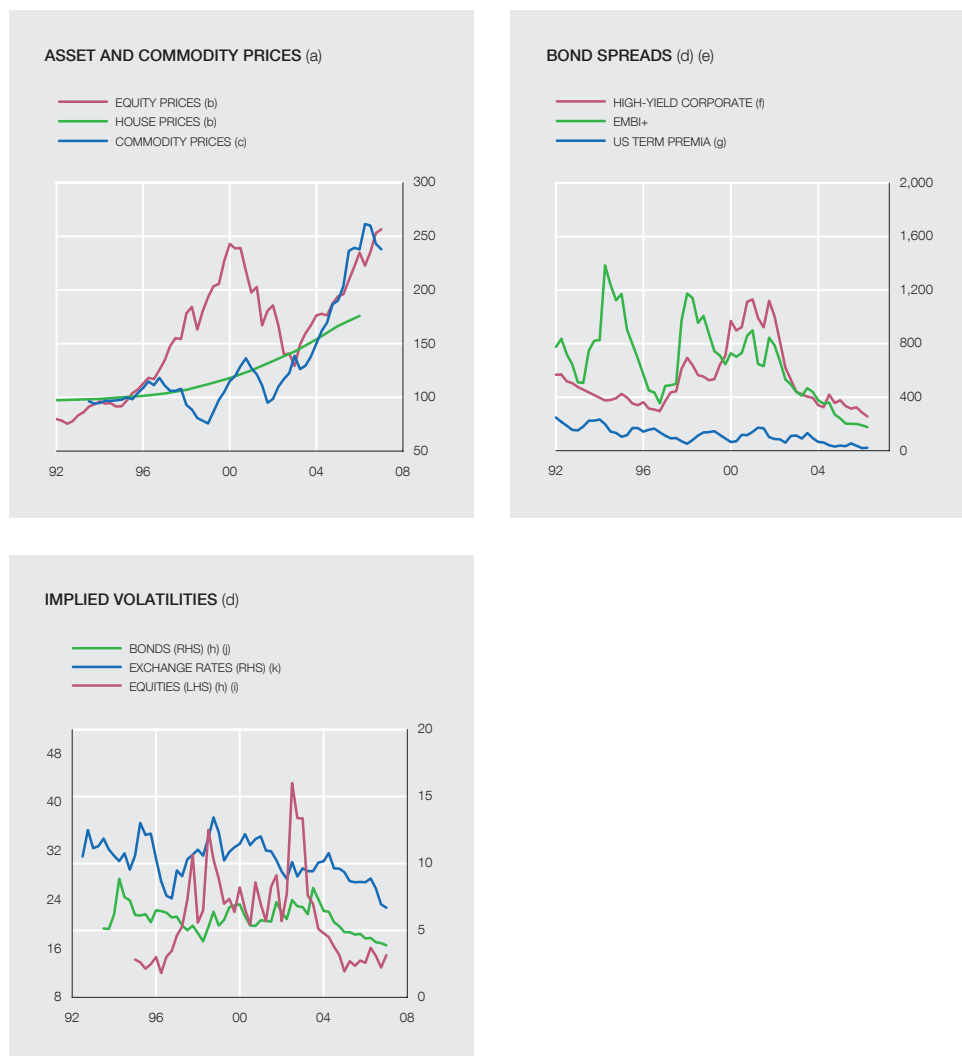 ASSET AND COMMODITY PRICES (a)
EQUITY PRICES (b)
HOUSE PRICES (b)
COMMODITY PRICES (c)
300
250
200
150
100
50
92 96 00 04 08
BOND SPREADS (d) (e)
HIGH-YIELD CORPORATE (f)
EMBI+
US TERM PREMIA (g)
2,000
1,600
1,200
800
400
0
92 96 00 04
IMPLIED VOLATILITIES (d)
BONDS (RHS) (h) (j)
EXCHANGE RATES (RHS) (k)
EQUITIES (LHS) (h) (i)
48
40
32
24
16
8
20
15
10
5
0
92 96 00 04 08